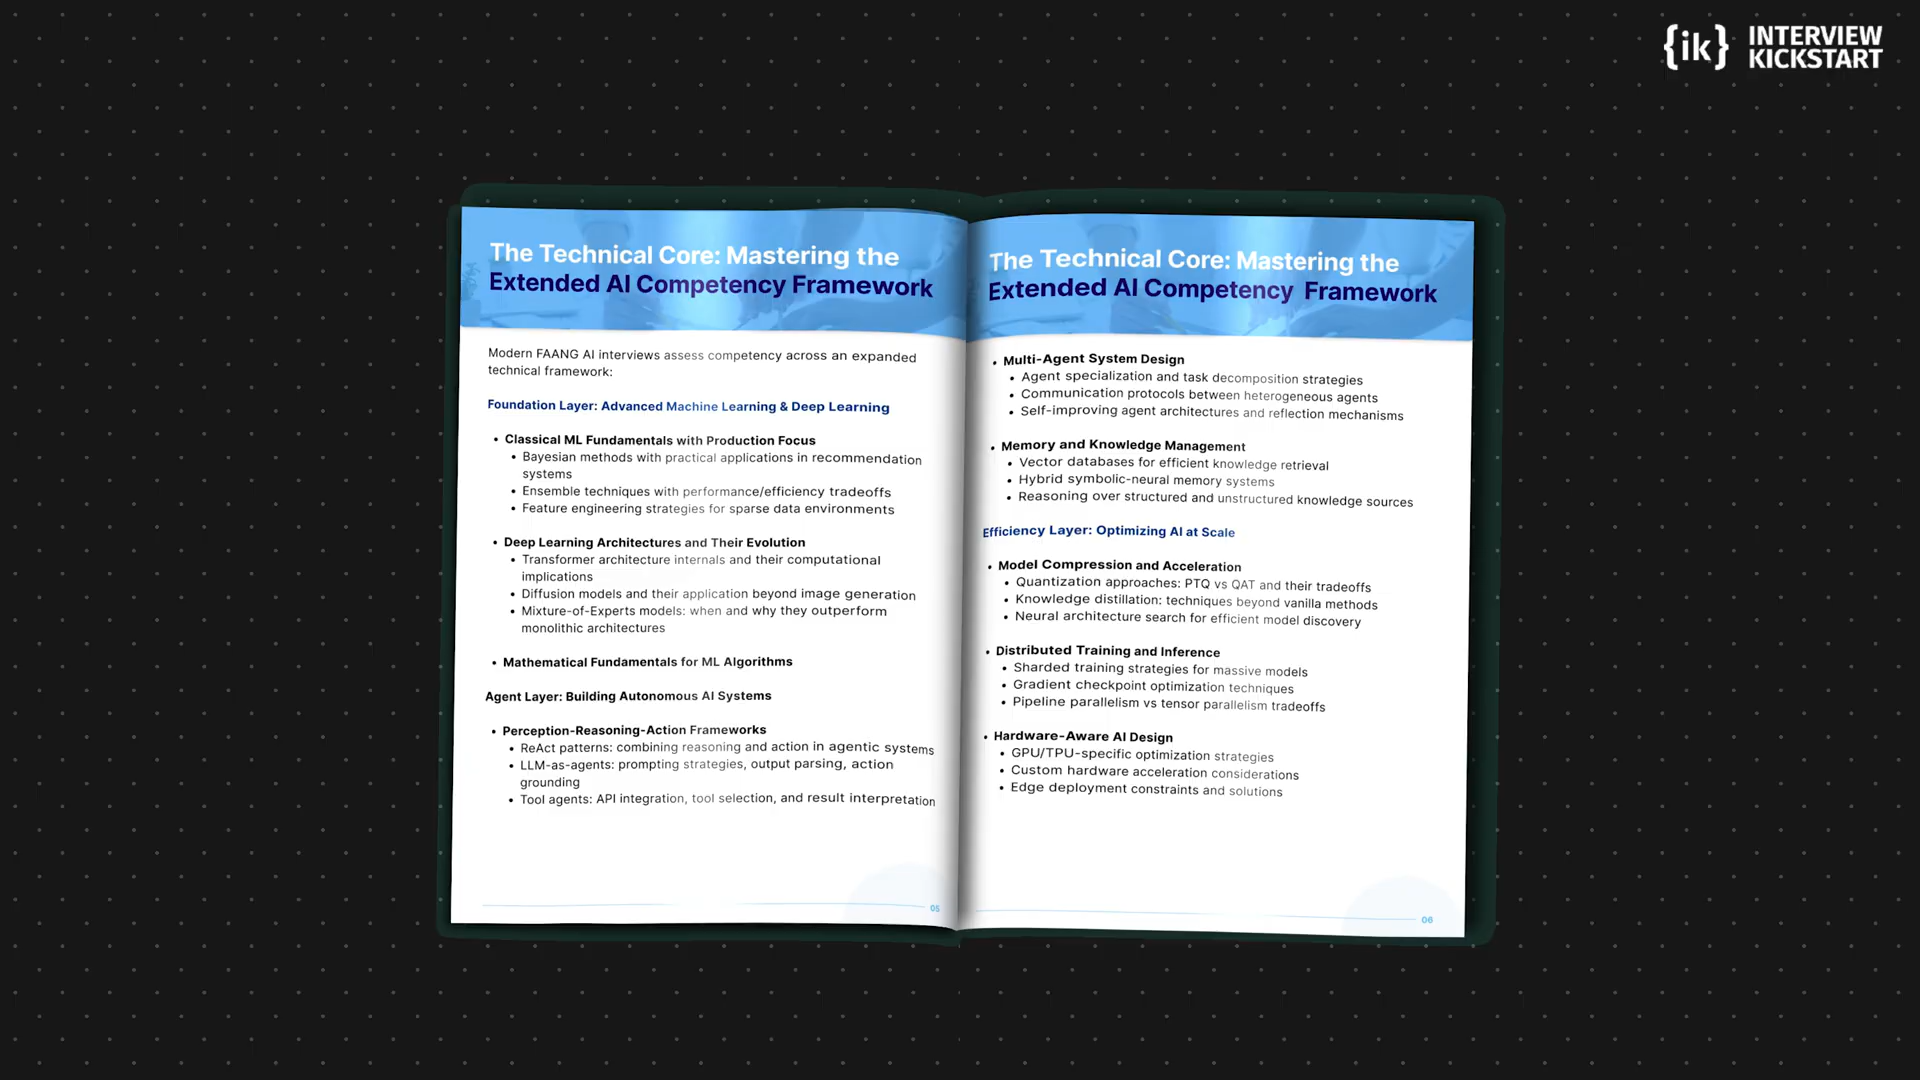 {ik} INTERVIEW
KICKSTART
The Technical Core: Mastering the
Extended AI Competency Framework
Modern FAANG AI interviews assess competency across an expanded
technical framework:
Foundation Layer: Advanced Machine Learning & Deep Learning
• Classical ML Fundamentals with Production Focus
• Bayesian methods with practical applications in recommendation
systems
• Ensemble techniques with performance/efficiency tradeoffs
• Feature engineering strategies for sparse data environments
• Deep Learning Architectures and Their Evolution
• Transformer architecture internals and their computational
implications
• Diffusion models and their application beyond image generation
• Mixture-of-Experts models: when and why they outperform
monolithic architectures
• Mathematical Fundamentals for ML Algorithms
Agent Layer: Building Autonomous AI Systems
• Perception-Reasoning-Action Frameworks
• ReAct patterns: combining reasoning and action in agentic systems
• LLM-as-agents: prompting strategies, output parsing, action
grounding
• Tool agents: API integration, tool selection, and result interpretation
05
The Technical Core: Mastering the
Extended AI Competency Framework
• Multi-Agent System Design
• Agent specialization and task decomposition strategies
• Communication protocols between heterogeneous agents
• Self-improving agent architectures and reflection mechanisms
• Memory and Knowledge Management
• Vector databases for efficient knowledge retrieval
• Hybrid symbolic-neural memory systems
• Reasoning over structured and unstructured knowledge sources
Efficiency Layer: Optimizing AI at Scale
• Model Compression and Acceleration
• Quantization approaches: PTQ vs QAT and their tradeoffs
• Knowledge distillation: techniques beyond vanilla methods
• Neural architecture search for efficient model discovery
• Distributed Training and Inference
• Sharded training strategies for massive models
• Gradient checkpoint optimization techniques
• Pipeline parallelism vs tensor parallelism tradeoffs
• Hardware-Aware AI Design
• GPU/TPU-specific optimization strategies
• Custom hardware acceleration considerations
• Edge deployment constraints and solutions
06